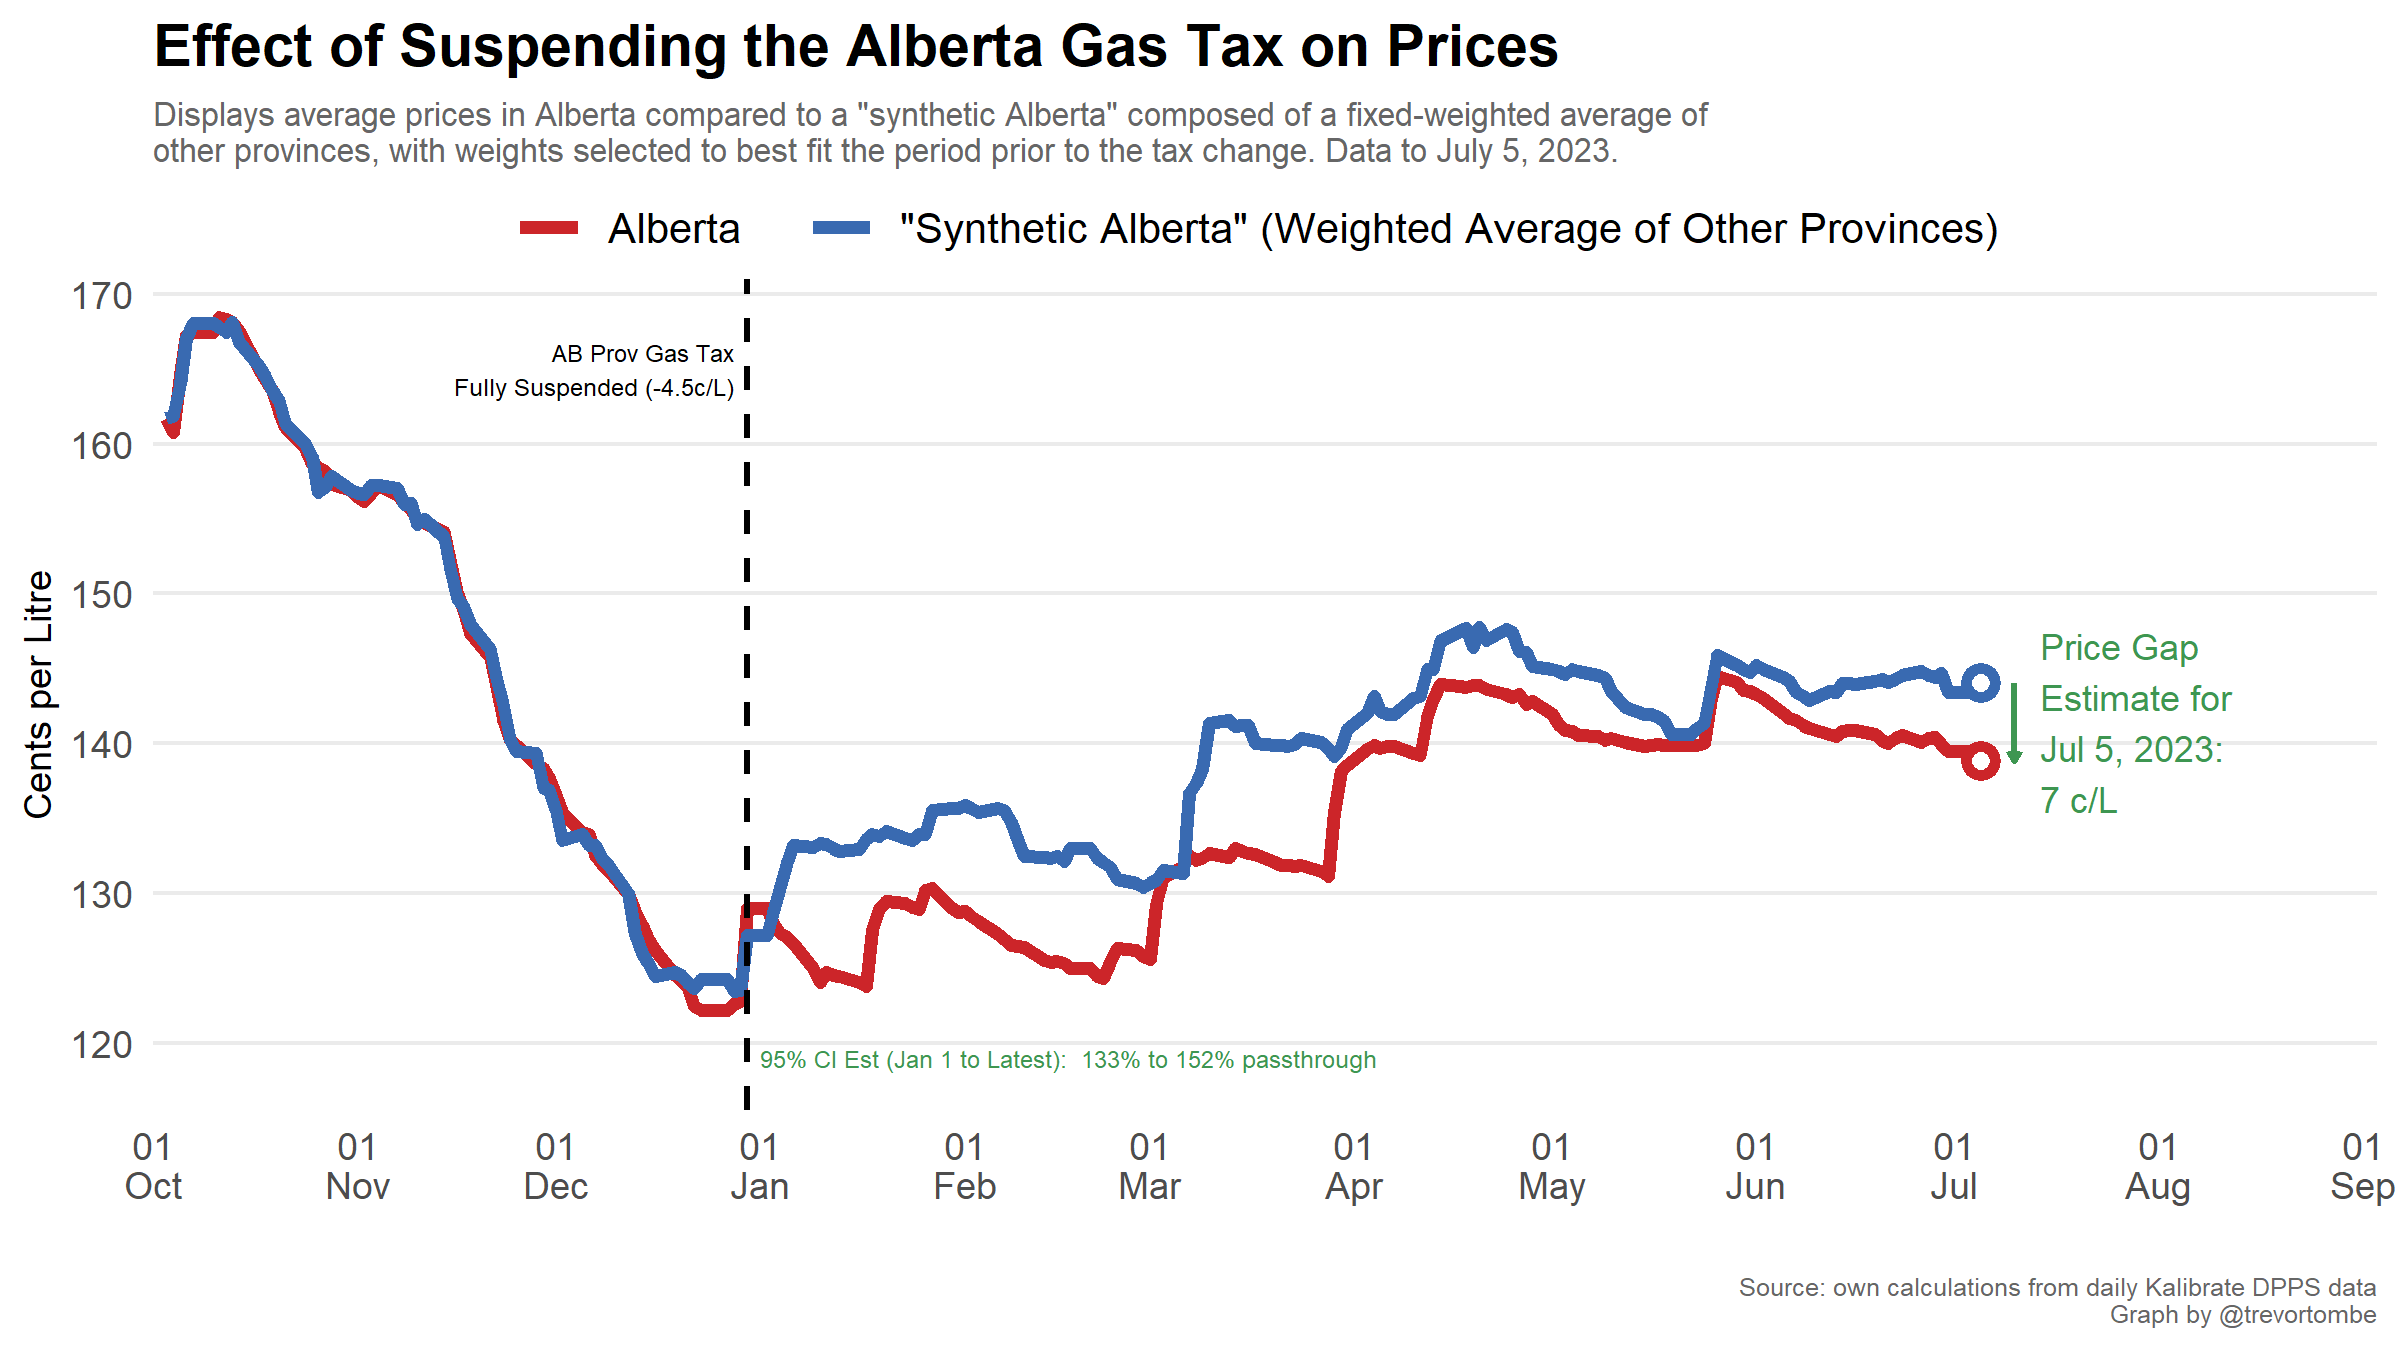 Effect of Suspending the Alberta Gas Tax on Prices
Displays average prices in Alberta compared to a "synthetic Alberta" composed of a fixed-weighted average of
other provinces, with weights selected to best fit the period prior to the tax change. Data to July 5, 2023.
Alberta
"Synthetic Alberta" (Weighted Average of Other Provinces)
Cents per Litre
170
160
150
140
130
120
AB Prov Gas Tax
Fully Suspended (-4.5c/L)
Price Gap
Estimate for
Jul 5, 2023:
7 c/L
95% CI Est (Jan 1 to Latest):  133% to 152% passthrough
01 01 01 01 01 01 01 01 01 01 01 01
Oct Nov Dec Jan Feb Mar Apr May Jun Jul Aug Sep
Source: own calculations from daily Kalibrate DPPS data
Graph by @trevortombe